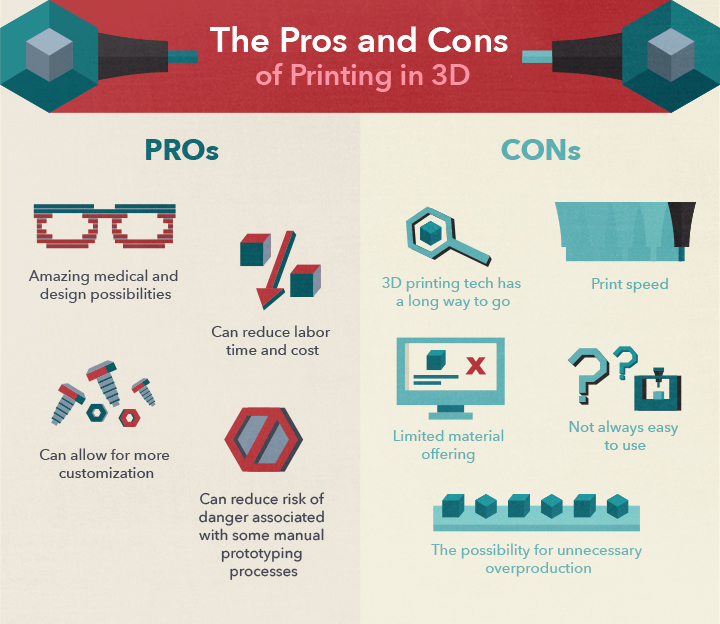 The Pros and Cons
of Printing in 3D
PROs
Amazing medical and
design possibilities
Can reduce labor
time and cost
Can allow for more
customization
Can reduce risk of
danger associated
with some manual
prototyping
processes
CONs
3D printing tech has
a long way to go
Print speed
Limited material
offering
Not always easy
to use
The possibility for unnecessary
overproduction